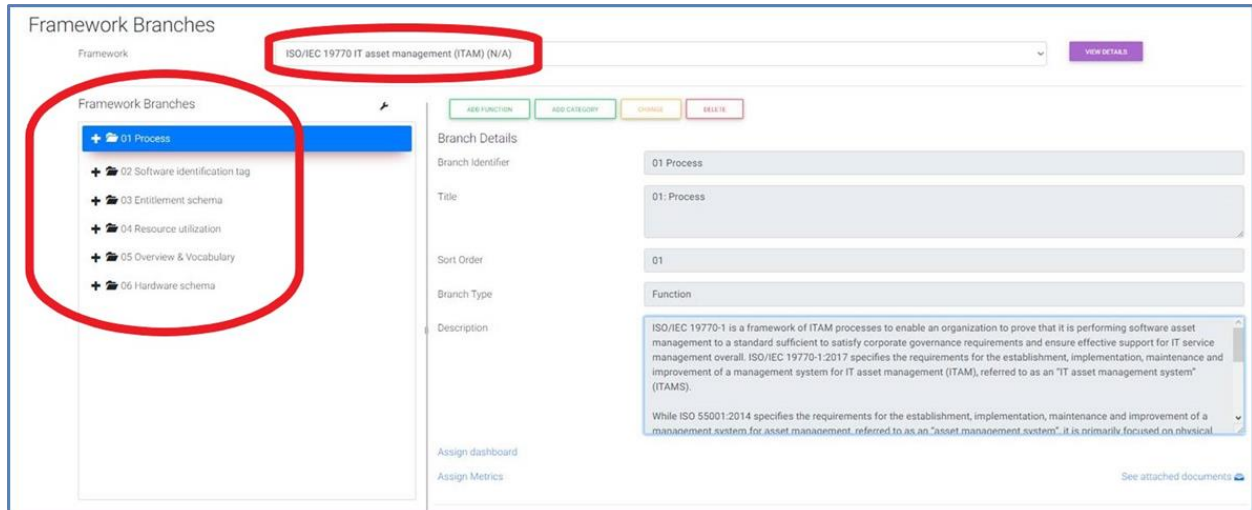 Framework Branches
Framework
ISO/IEC 19770 IT asset management (ITAM) (N/A)
VIEW DETAILS
Framework Branches
01 Process
02 Software identification tag
03 Entitlement schema
04 Resource utilization
05 Overview & Vocabulary
06 Hardware schema
ADD FUNCTION
ADD CATEGORY
CHANGE
DELETE
Branch Details
Branch Identifier
01 Process
Title
01: Process
Sort Order
01
Branch Type
Function
Description
ISO/IEC 19770-1 is a framework of ITAM processes to enable an organization to prove that it is performing software asset
management to a standard sufficient to satisfy corporate governance requirements and ensure effective support for IT service
management overall. ISO/IEC 19770-1:2017 specifies the requirements for the establishment, implementation, maintenance and
improvement of a management system for IT asset management (ITAM), referred to as an “IT asset management system”
(ITAMS).
While ISO 55001:2014 specifies the requirements for the establishment, implementation, maintenance and improvement of a
management system for asset management, referred to as an “asset management system”, it is primarily focused on physical
Assign dashboard
Assign Metrics
See attached documents